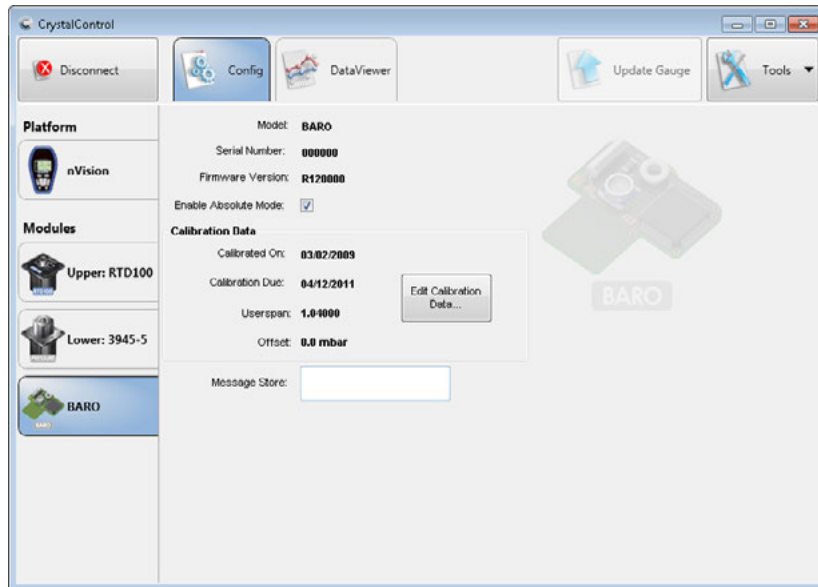 CrystalControl
Disconnect
Config
DataViewer
Update Gauge
Tools
Platform
nVision
Modules
Upper: RTD100
Lower: 3945-5
BARO
Model: BARO
Serial Number: 000000
Firmware Version: R120000
Enable Absolute Mode:
Calibration Data
Calibrated On: 03/02/2009
Calibration Due: 04/12/2011
Userspan: 1.04000
Offset: 0.0 mbar
Edit Calibration
Data...
Message Store:
BARO